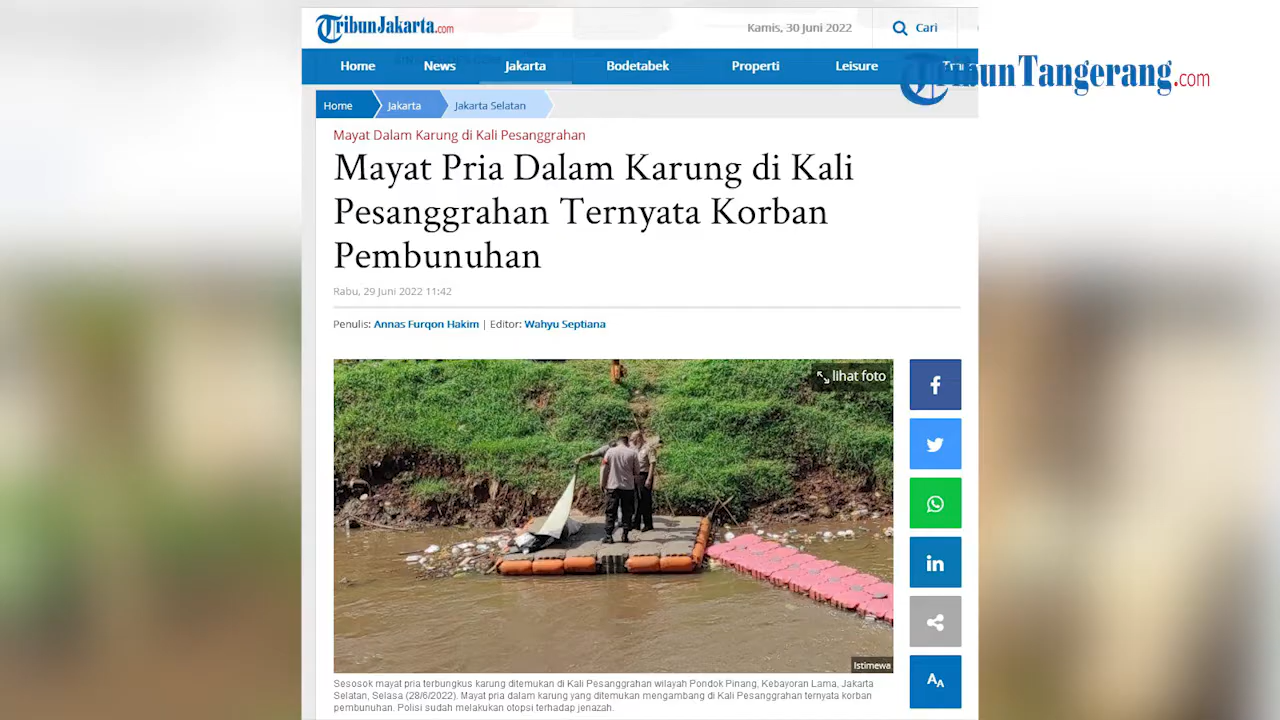 TribunJakarta.com
Kamis, 30 Juni 2022
Cari
Home News Jakarta Bodetabek Properti Leisure
TribunTangerang.com
Home Jakarta Jakarta Selatan
Mayat Dalam Karung di Kali Pesanggrahan
Mayat Pria Dalam Karung di Kali
Pesanggrahan Ternyata Korban
Pembunuhan
Rabu, 29 Juni 2022 11:42
Penulis: Annas Furqon Hakim | Editor: Wahyu Septiana
lihat foto
Istimewa
Sesosok mayat pria terbungkus karung ditemukan di Kali Pesanggrahan wilayah Pondok Pinang, Kebayoran Lama, Jakarta
Selatan, Selasa (28/6/2022). Mayat pria dalam karung yang ditemukan mengambang di Kali Pesanggrahan ternyata korban
pembunuhan. Polisi sudah melakukan otopsi terhadap jenazah.
AA